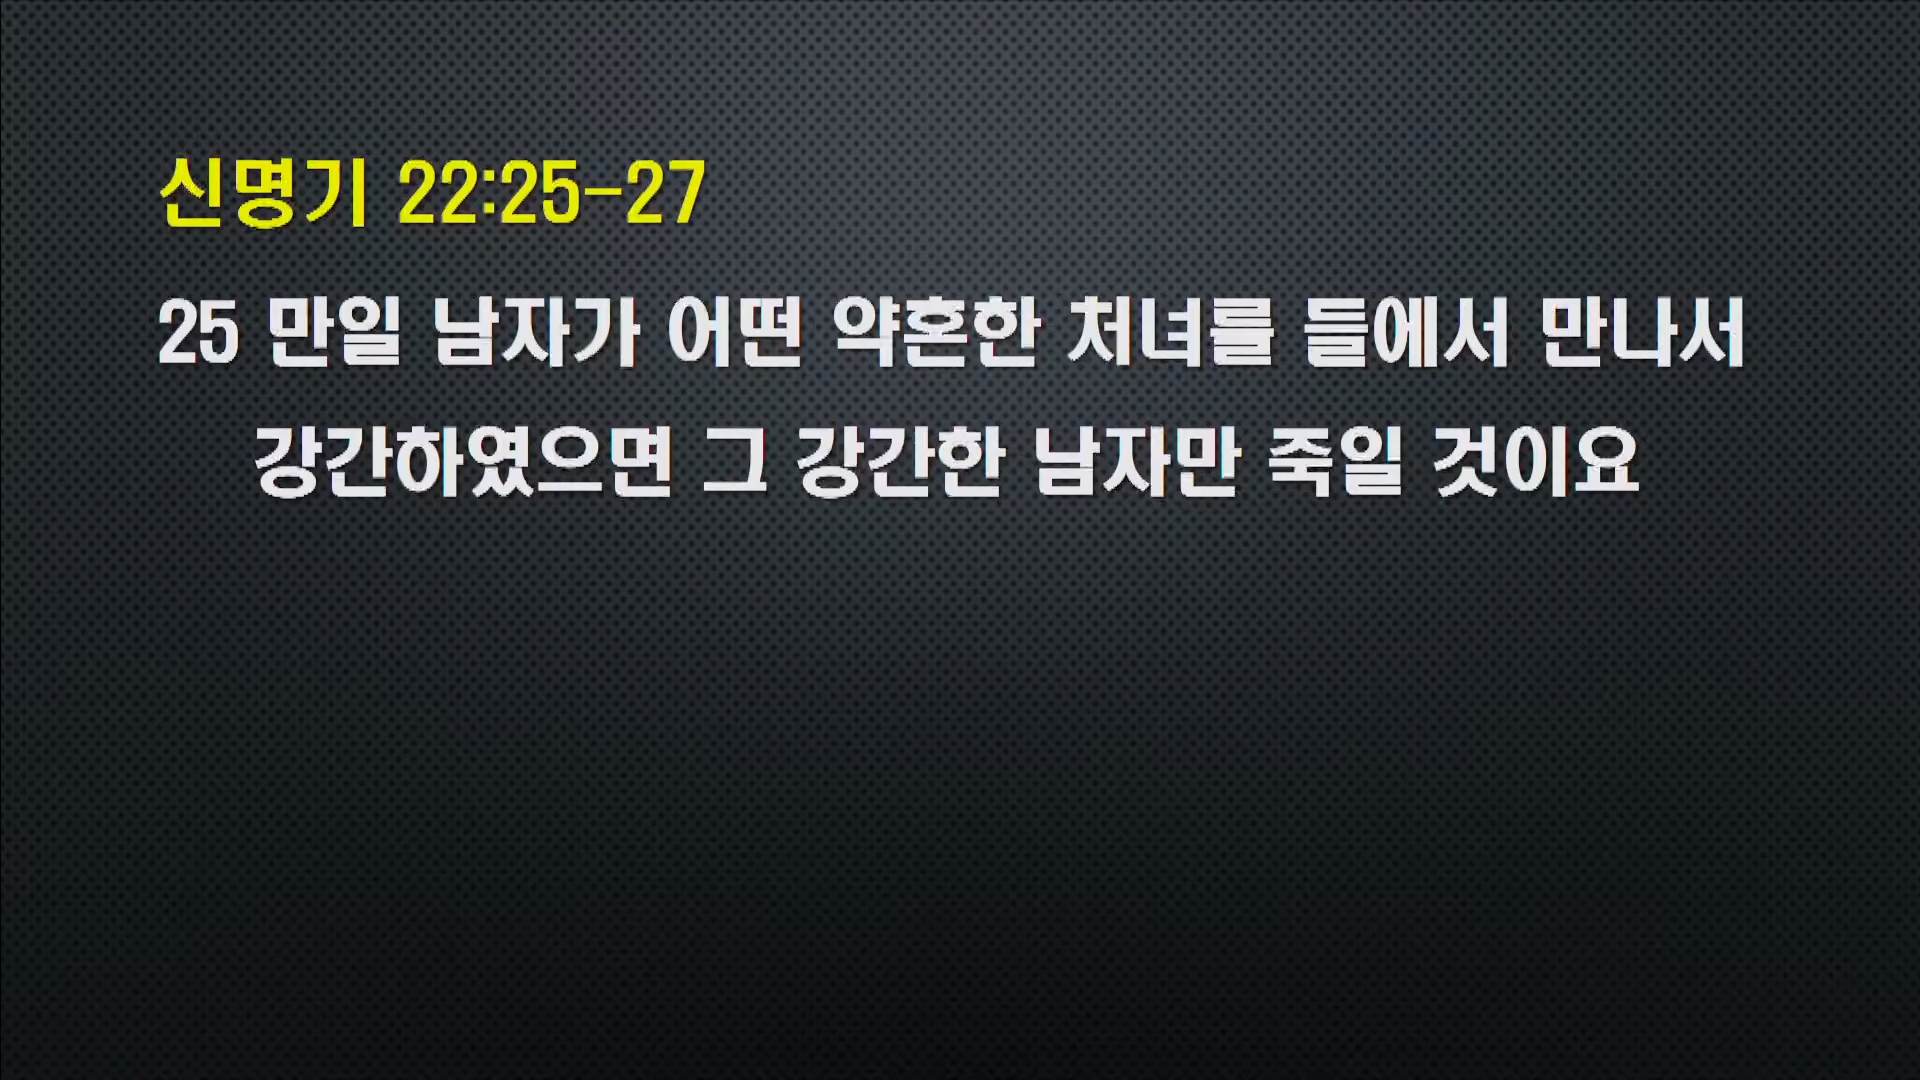 신명기 22:25-27
25 만일 남자가 어떤 약혼한 처녀를 들에서 만나서
강간하였으면 그 강간한 남자만 죽일 것이요